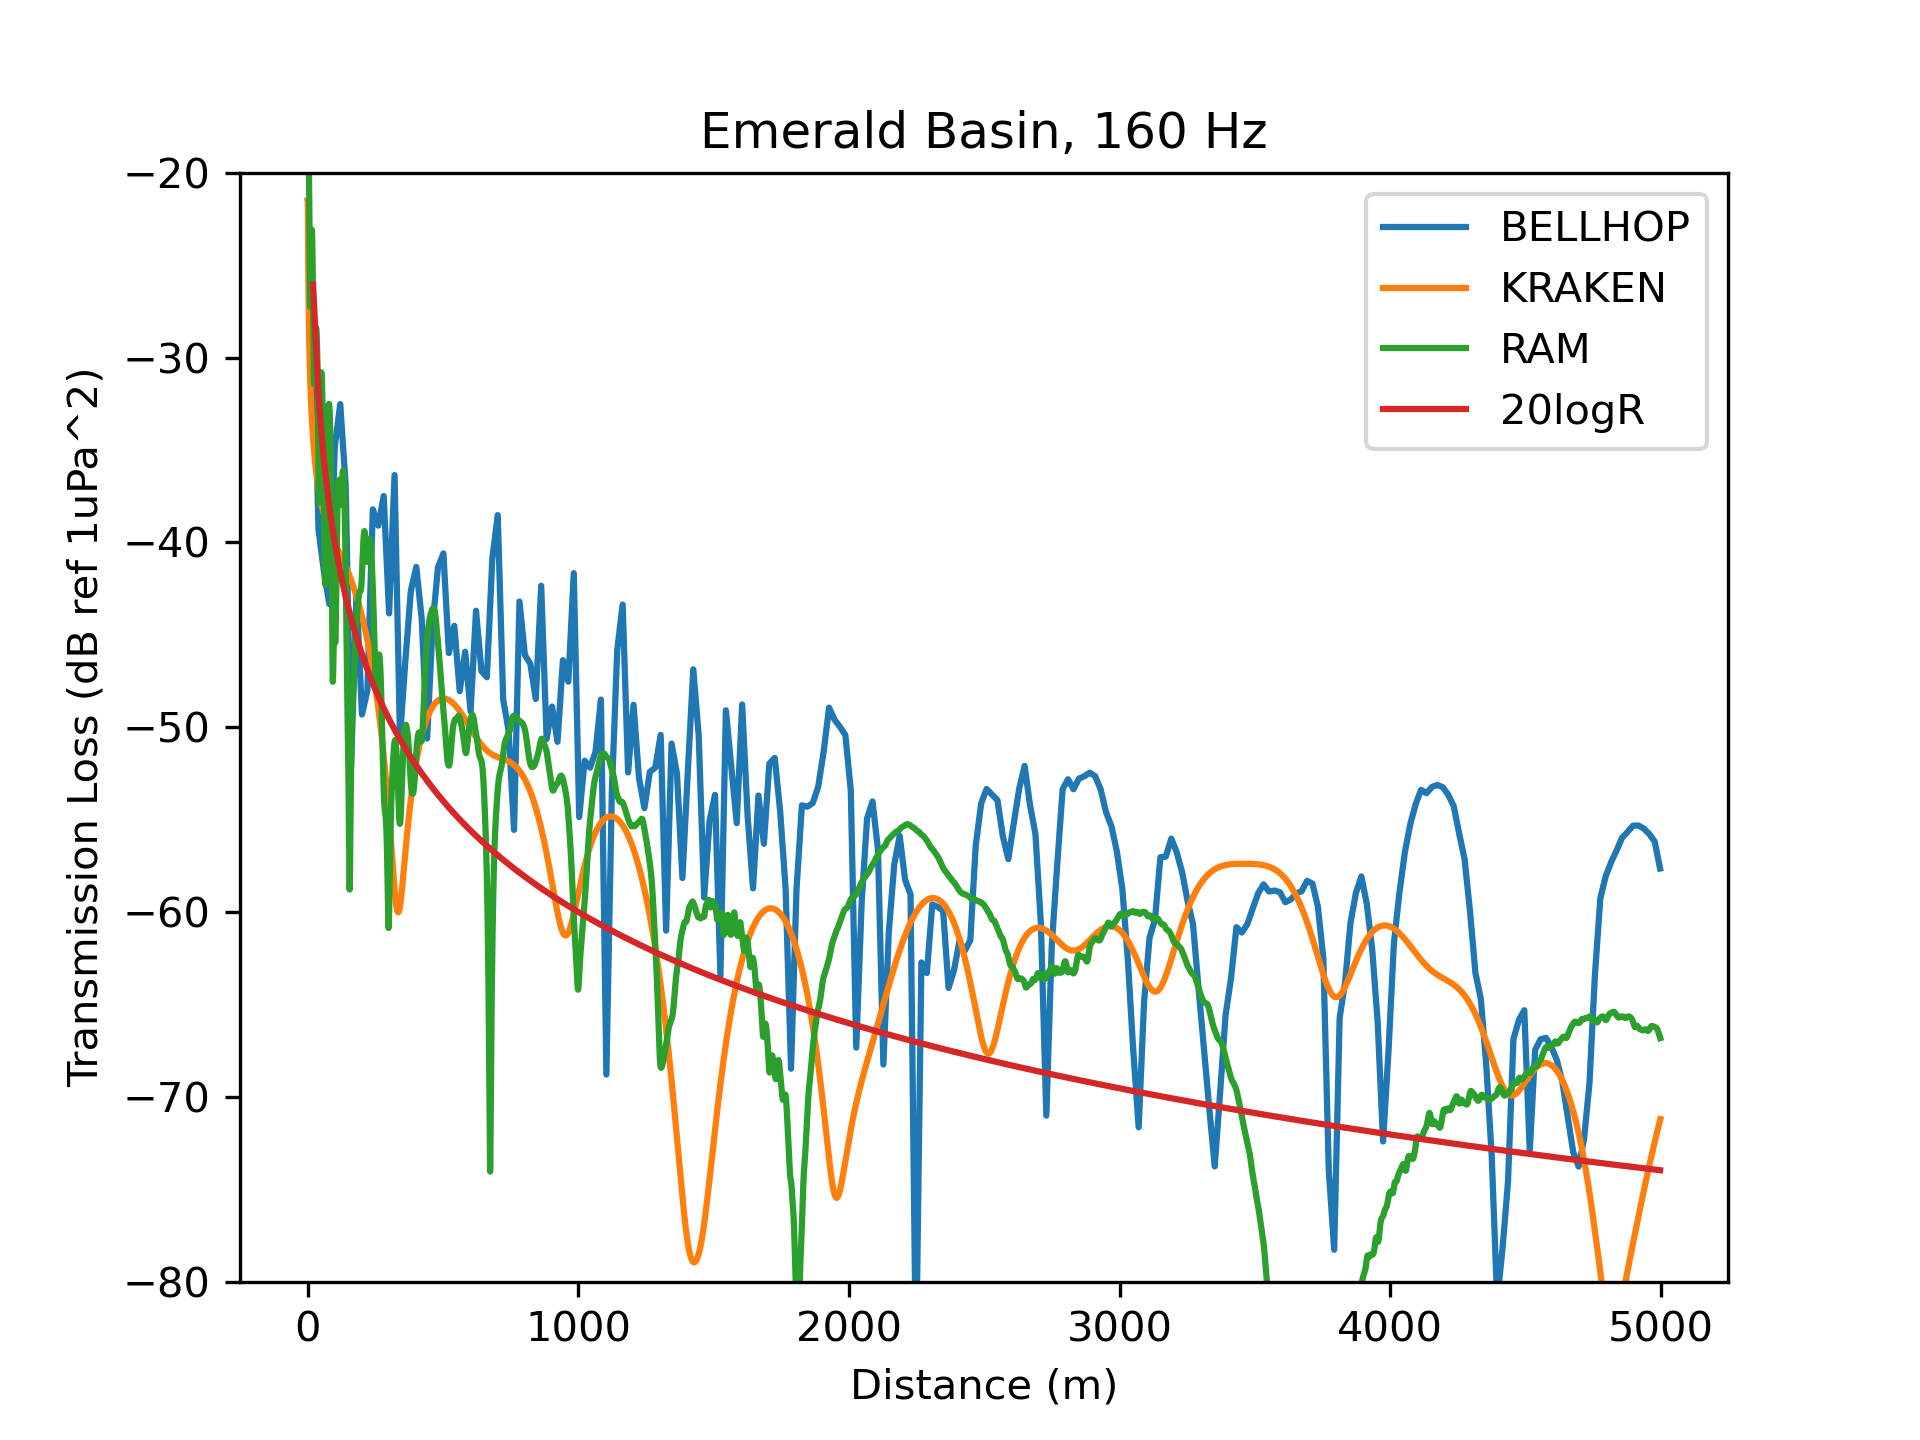 Emerald Basin, 160 Hz
Transmission Loss (dB ref 1uPa^2)
−20
−30
−40
−50
−60
−70
−80
BELLHOP
KRAKEN
RAM
20logR
0 1000 2000 3000 4000 5000
Distance (m)